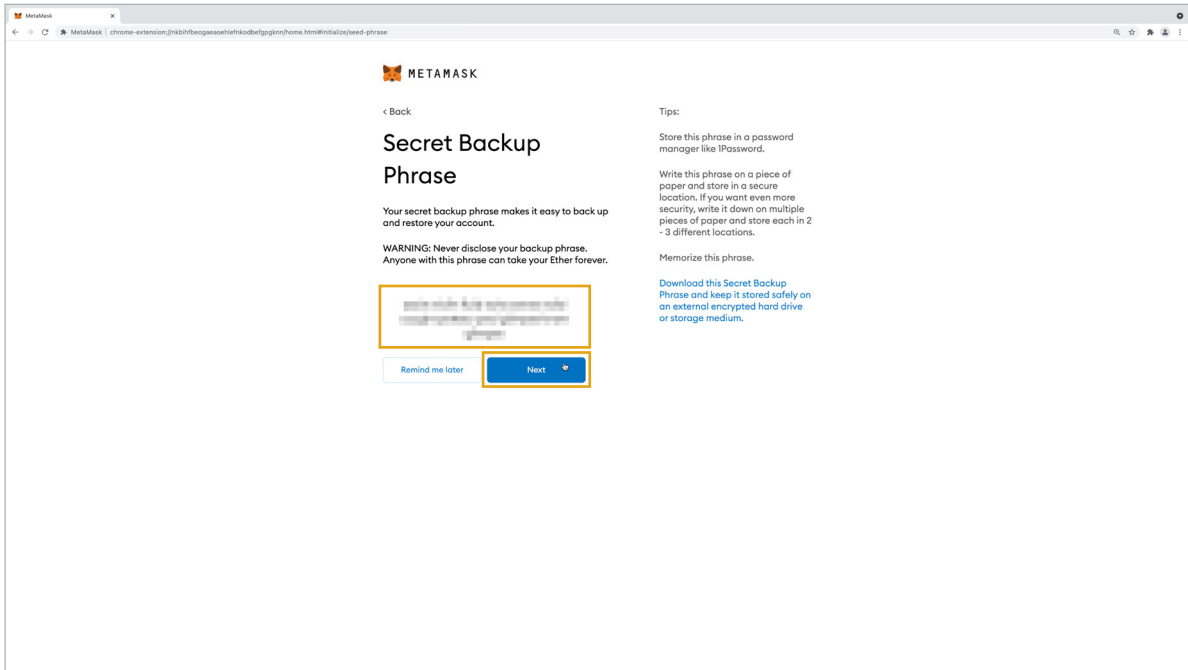 MetaMask
MetaMask | chrome-extension://nkbihfbeogaeaoehlefnkodbefgpgknn/home.html#initialize/seed-phrase
METAMASK
< Back
Secret Backup
Phrase
Your secret backup phrase makes it easy to back up
and restore your account.
WARNING: Never disclose your backup phrase.
Anyone with this phrase can take your Ether forever.
Remind me later
Next
Tips:
Store this phrase in a password
manager like 1Password.
Write this phrase on a piece of
paper and store in a secure
location. If you want even more
security, write it down on multiple
pieces of paper and store each in 2
- 3 different locations.
Memorize this phrase.
Download this Secret Backup
Phrase and keep it stored safely on
an external encrypted hard drive
or storage medium.